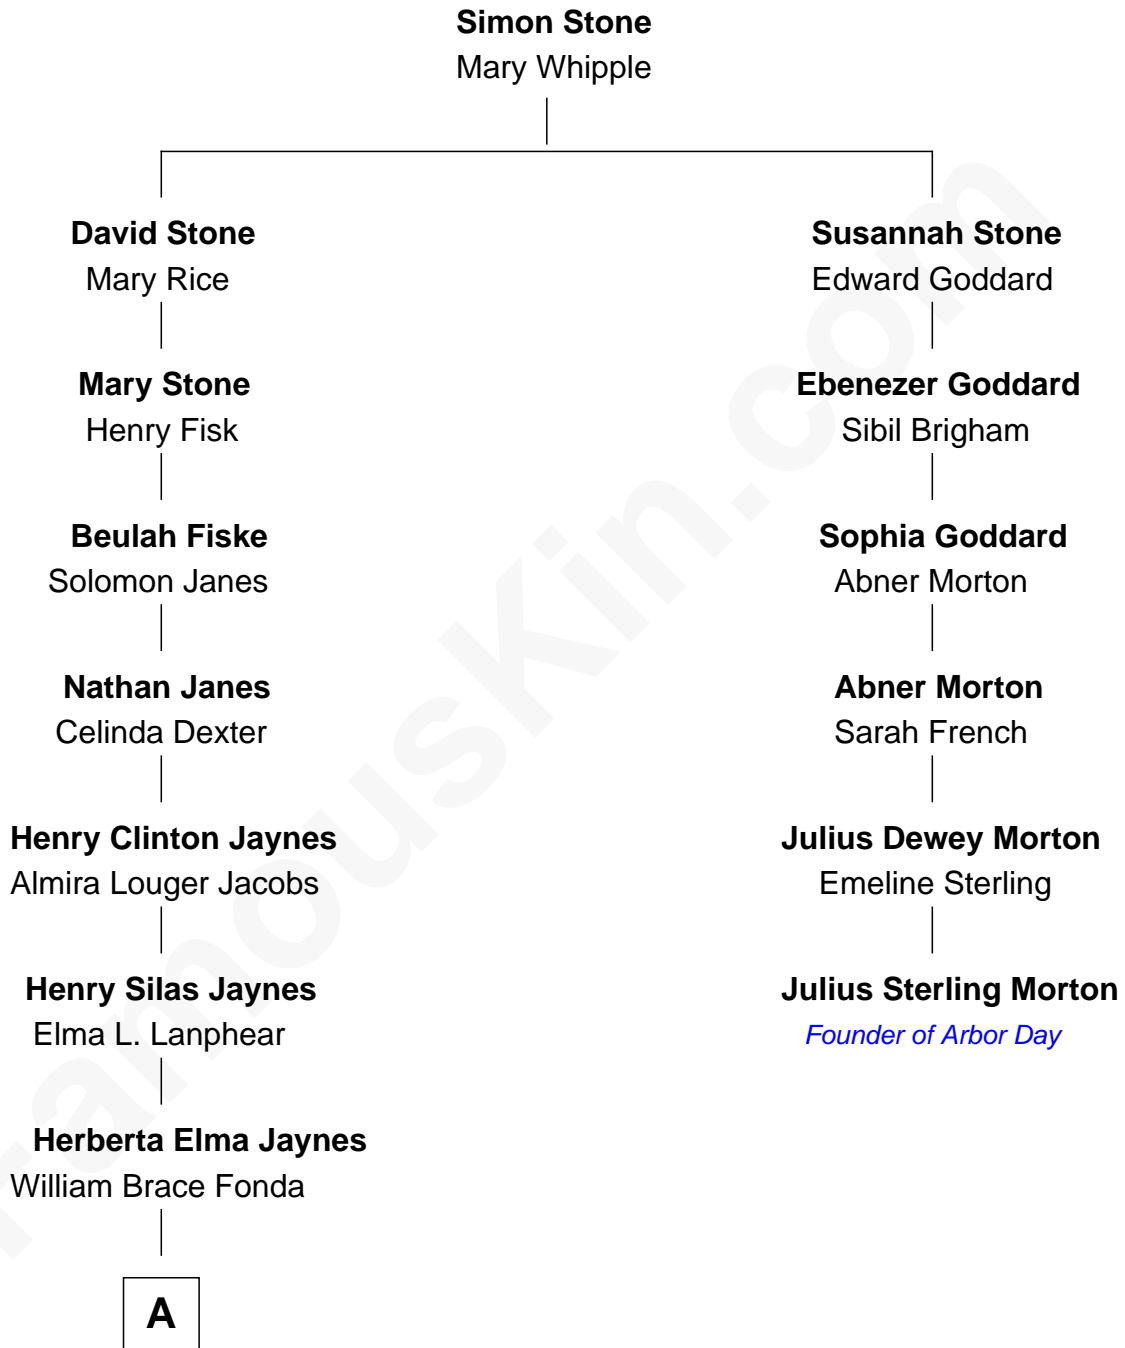 Simon Stone
Mary Whipple
David Stone
Mary Rice
Susannah Stone
Edward Goddard
Mary Stone
Henry Fisk
Ebenezer Goddard
Sibil Brigham
Beulah Fiske
Solomon Janes
Sophia Goddard
Abner Morton
Nathan Janes
Celinda Dexter
Abner Morton
Sarah French
Henry Clinton Jaynes
Almira Louger Jacobs
Julius Dewey Morton
Emeline Sterling
Henry Silas Jaynes
Elma L. Lanphear
Julius Sterling Morton
Founder of Arbor Day
Herberta Elma Jaynes
William Brace Fonda
A
FamousKin.com